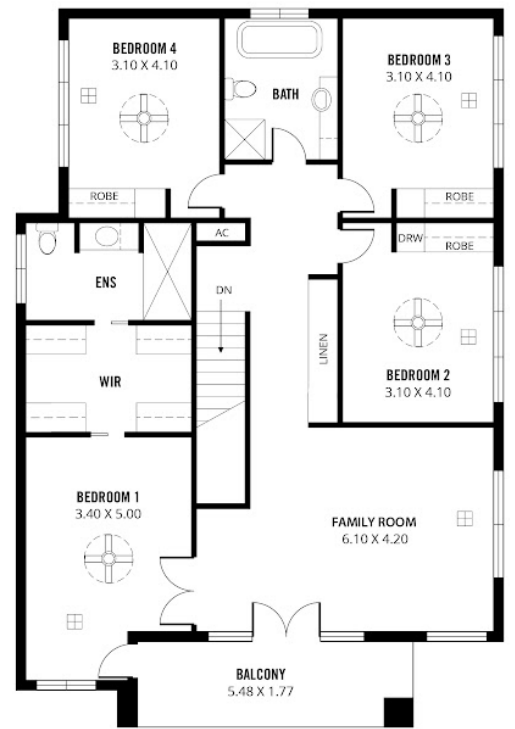 BEDROOM 4
3.10 X 4.10
BATH
BEDROOM 3
3.10 X 4.10
ROBE
ROBE
AC
DRW
ROBE
ENS
DN
LINEN
WIR
BEDROOM 2
3.10 X 4.10
BEDROOM 1
3.40 X 5.00
FAMILY ROOM
6.10 X 4.20
BALCONY
5.48 X 1.77